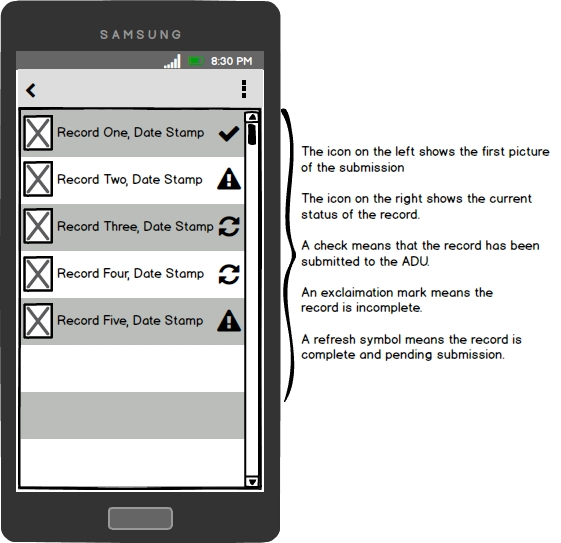 SAMSUNG
8:30 PM
Record One, Date Stamp
Record Two, Date Stamp
Record Three, Date Stamp
Record Four, Date Stamp
Record Five, Date Stamp
The icon on the left shows the first picture
of the submission
The icon on the right shows the current
status of the record.
A check means that the record has been
submitted to the ADU.
An exclaimation mark means the
record is incomplete.
A refresh symbol means the record is
complete and pending submission.